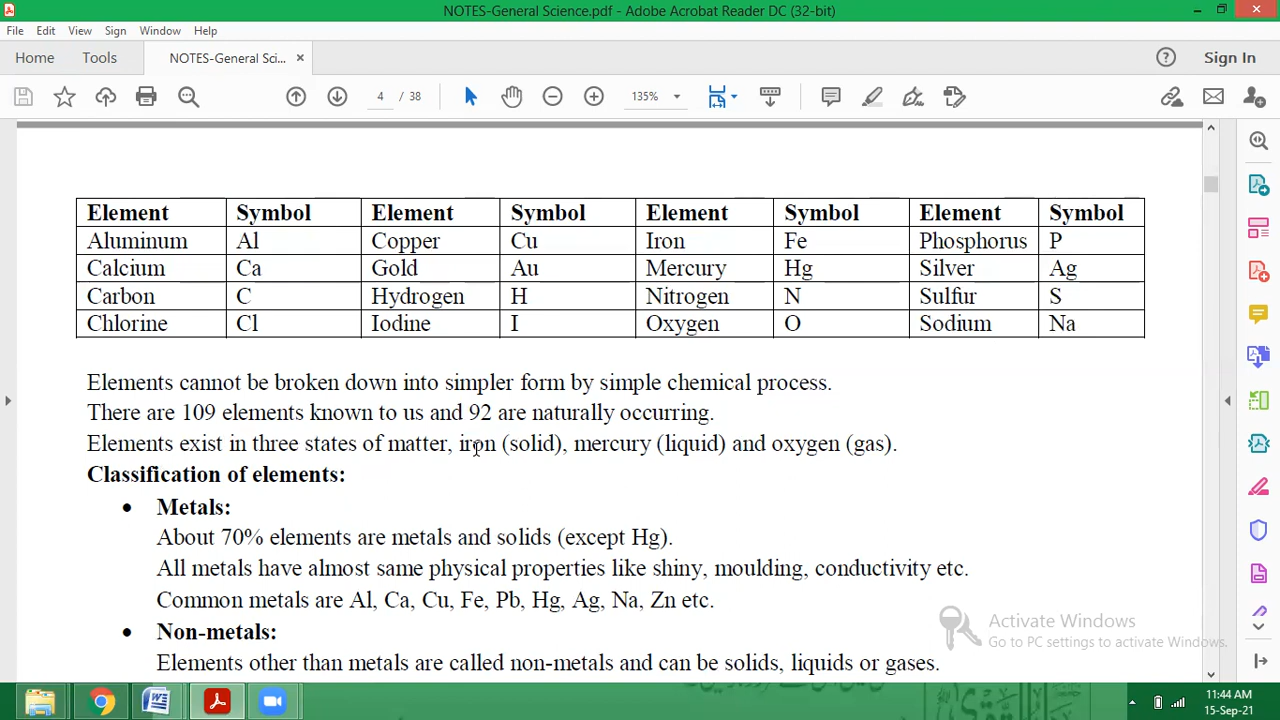 NOTES-General Science.pdf - Adobe Acrobat Reader DC (32-bit)
File Edit View Sign Window Help
Home Tools NOTES-General Sci... × Sign In
4 / 38 135%
Element Symbol Element Symbol Element Symbol Element Symbol
Aluminum Al Copper Cu Iron Fe Phosphorus P
Calcium Ca Gold Au Mercury Hg Silver Ag
Carbon C Hydrogen H Nitrogen N Sulfur S
Chlorine Cl Iodine I Oxygen O Sodium Na
Elements cannot be broken down into simpler form by simple chemical process.
There are 109 elements known to us and 92 are naturally occurring.
Elements exist in three states of matter, iron (solid), mercury (liquid) and oxygen (gas).
Classification of elements:
• Metals:
About 70% elements are metals and solids (except Hg).
All metals have almost same physical properties like shiny, moulding, conductivity etc.
Common metals are Al, Ca, Cu, Fe, Pb, Hg, Ag, Na, Zn etc.
Activate Windows
• Non-metals:
Go to PC settings to activate Windows.
Elements other than metals are called non-metals and can be solids, liquids or gases.
11:44 AM
15-Sep-21